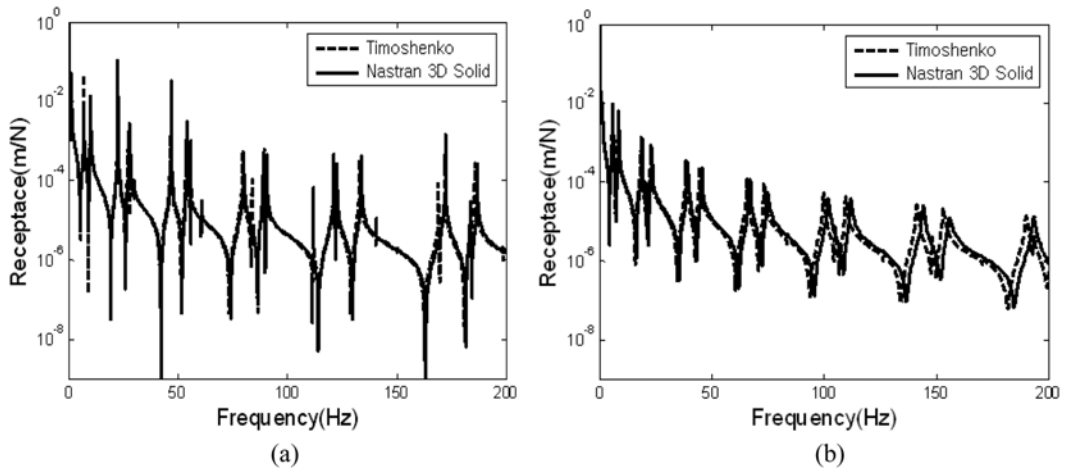 10^0
10^-2
10^-4
10^-6
10^-8
Receptace(m/N)
Timoshenko
Nastran 3D Solid
0 50 100 150 200
Frequency(Hz)
(a)
10^0
10^-2
10^-4
10^-6
10^-8
Receptace(m/N)
Timoshenko
Nastran 3D Solid
0 50 100 150 200
Frequency(Hz)
(b)